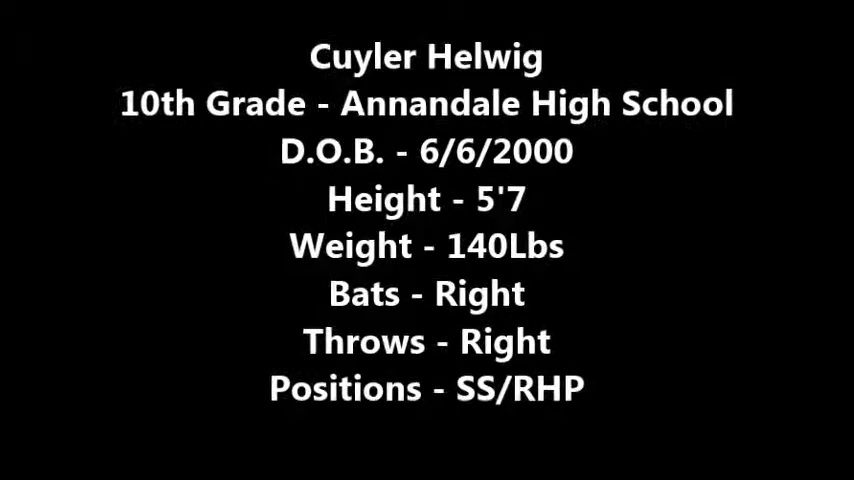 Cuyler Helwig
10th Grade - Annandale High School
D.O.B. - 6/6/2000
Height - 5'7
Weight - 140Lbs
Bats - Right
Throws - Right
Positions - SS/RHP